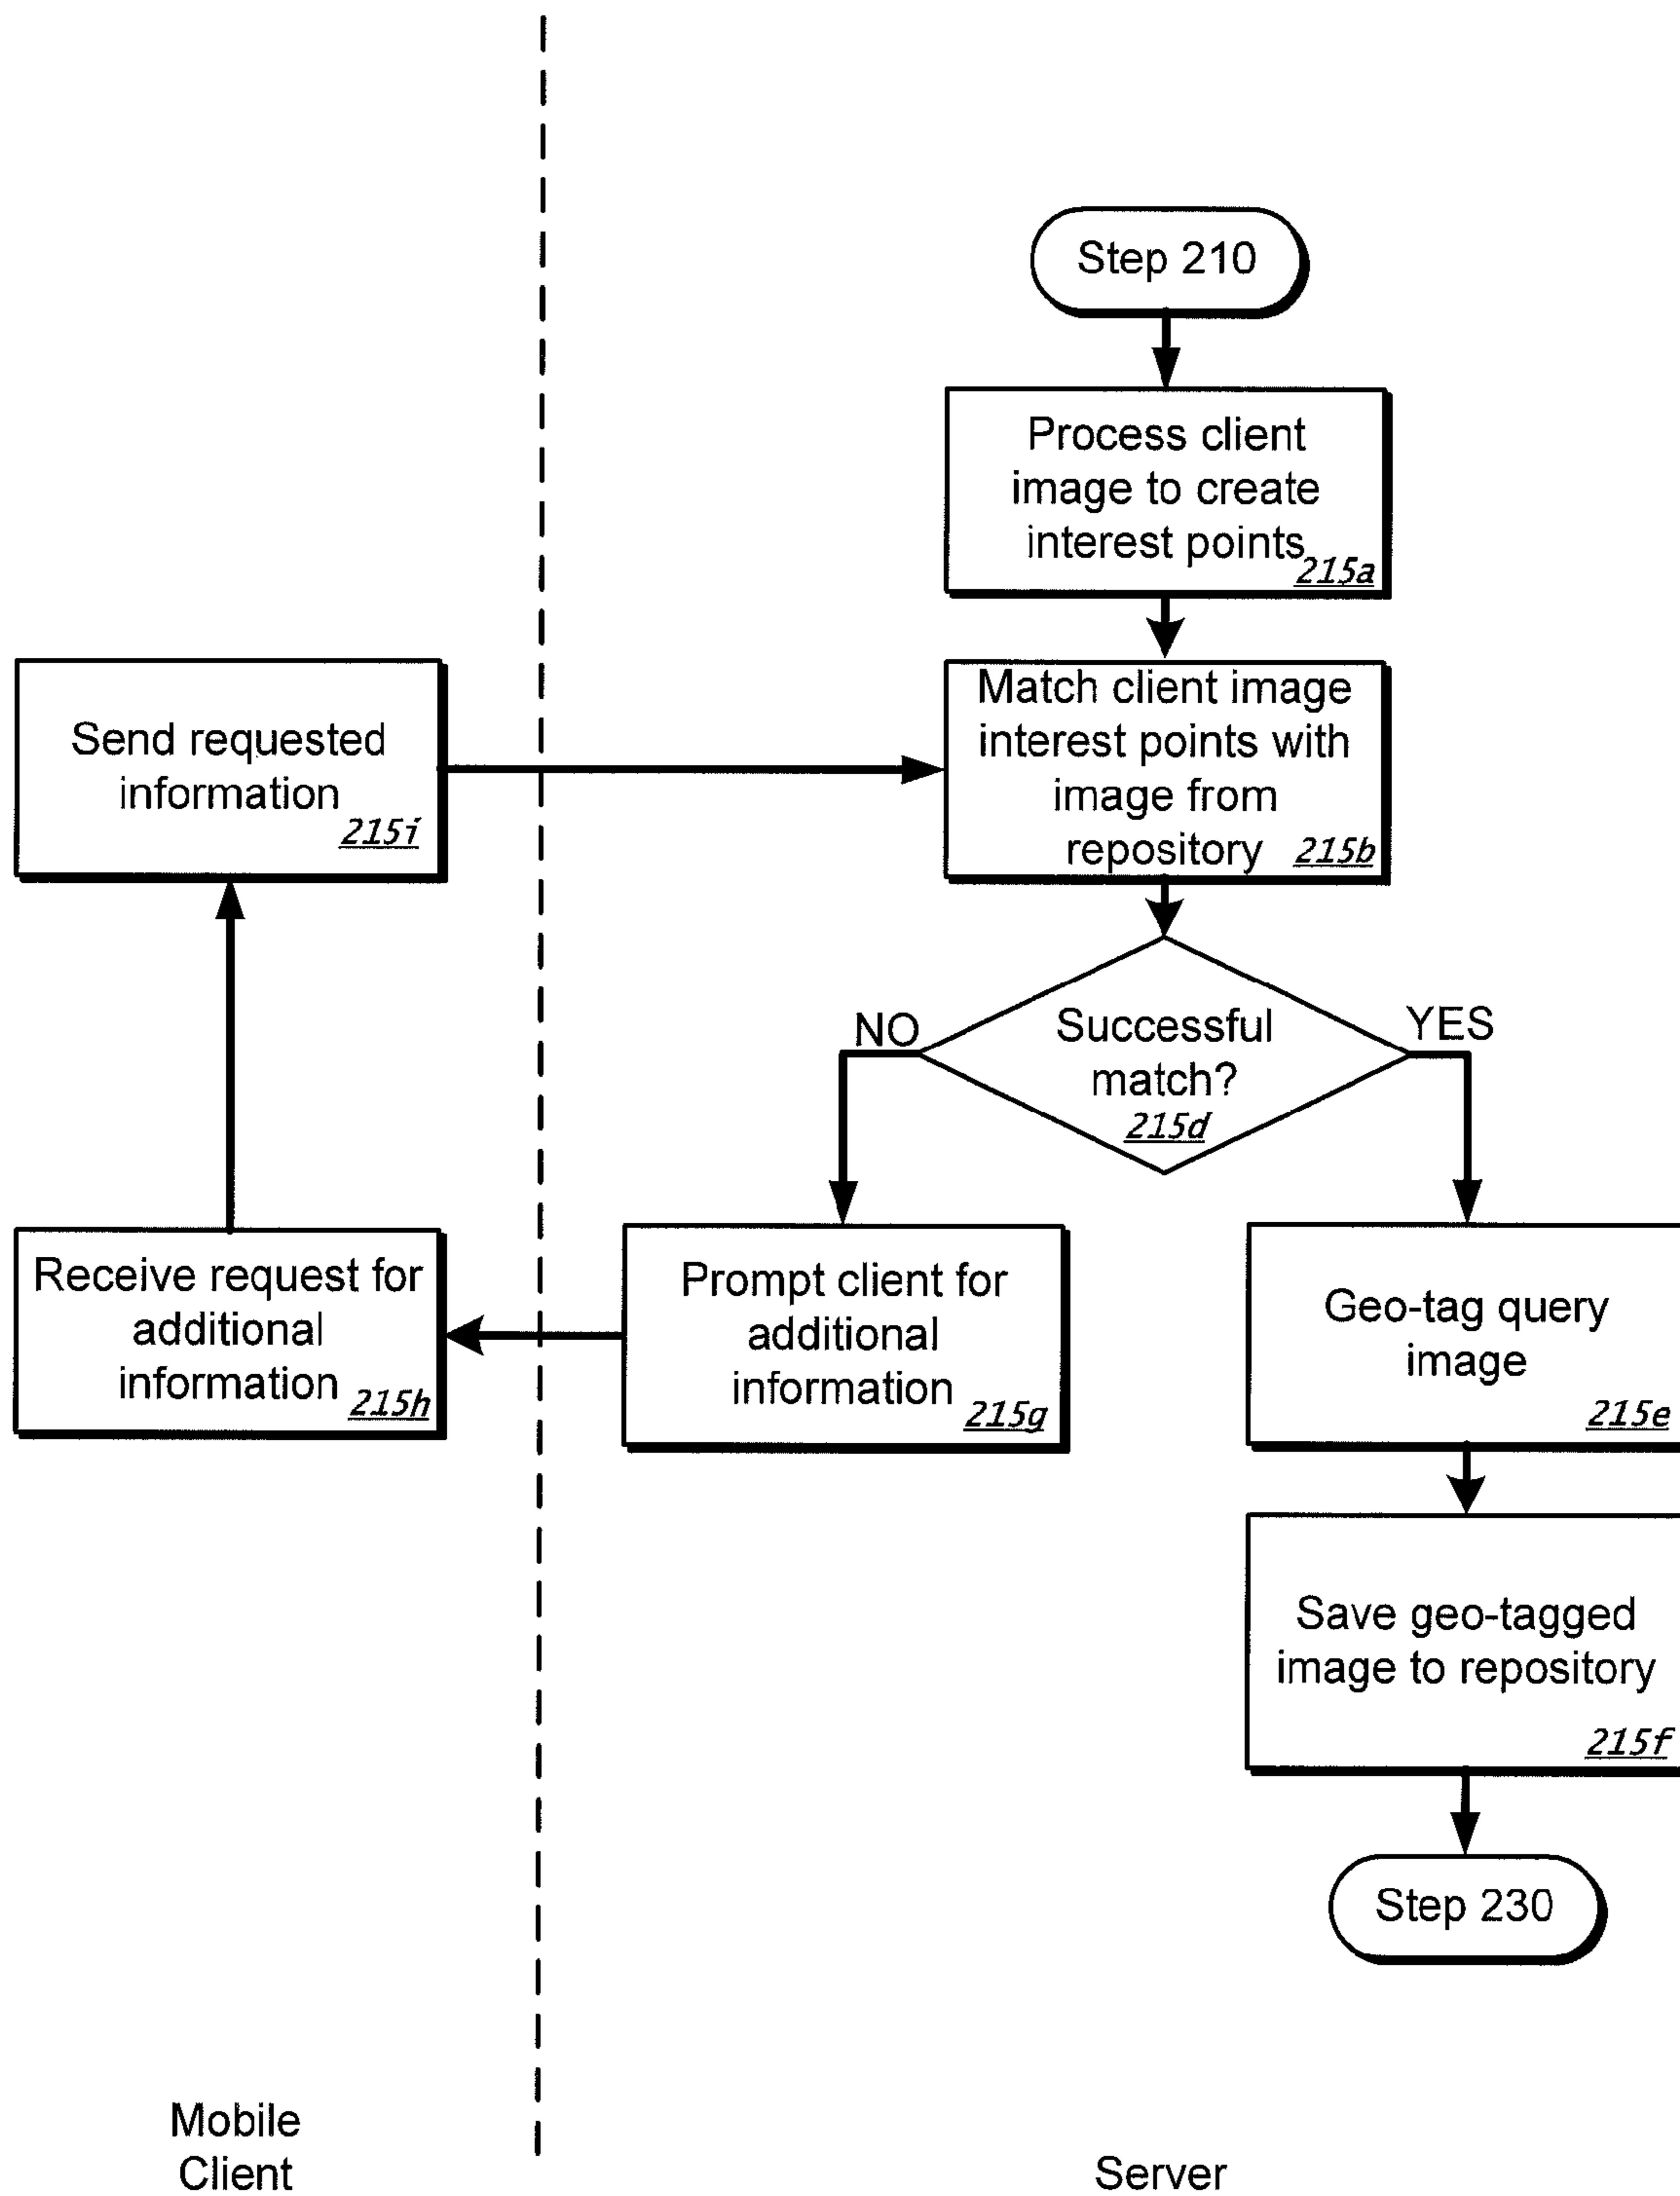 Step 210
Process client
image to create
interest points
215a
Send requested
information
215i
Match client image
interest points with
image from
repository 215b
NO
YES
Successful
match?
215d
Receive request for
additional
information
215h
Prompt client for
additional
information
215g
Geo-tag query
image
215e
Save geo-tagged
image to repository
215f
Step 230
Mobile
Client
Server